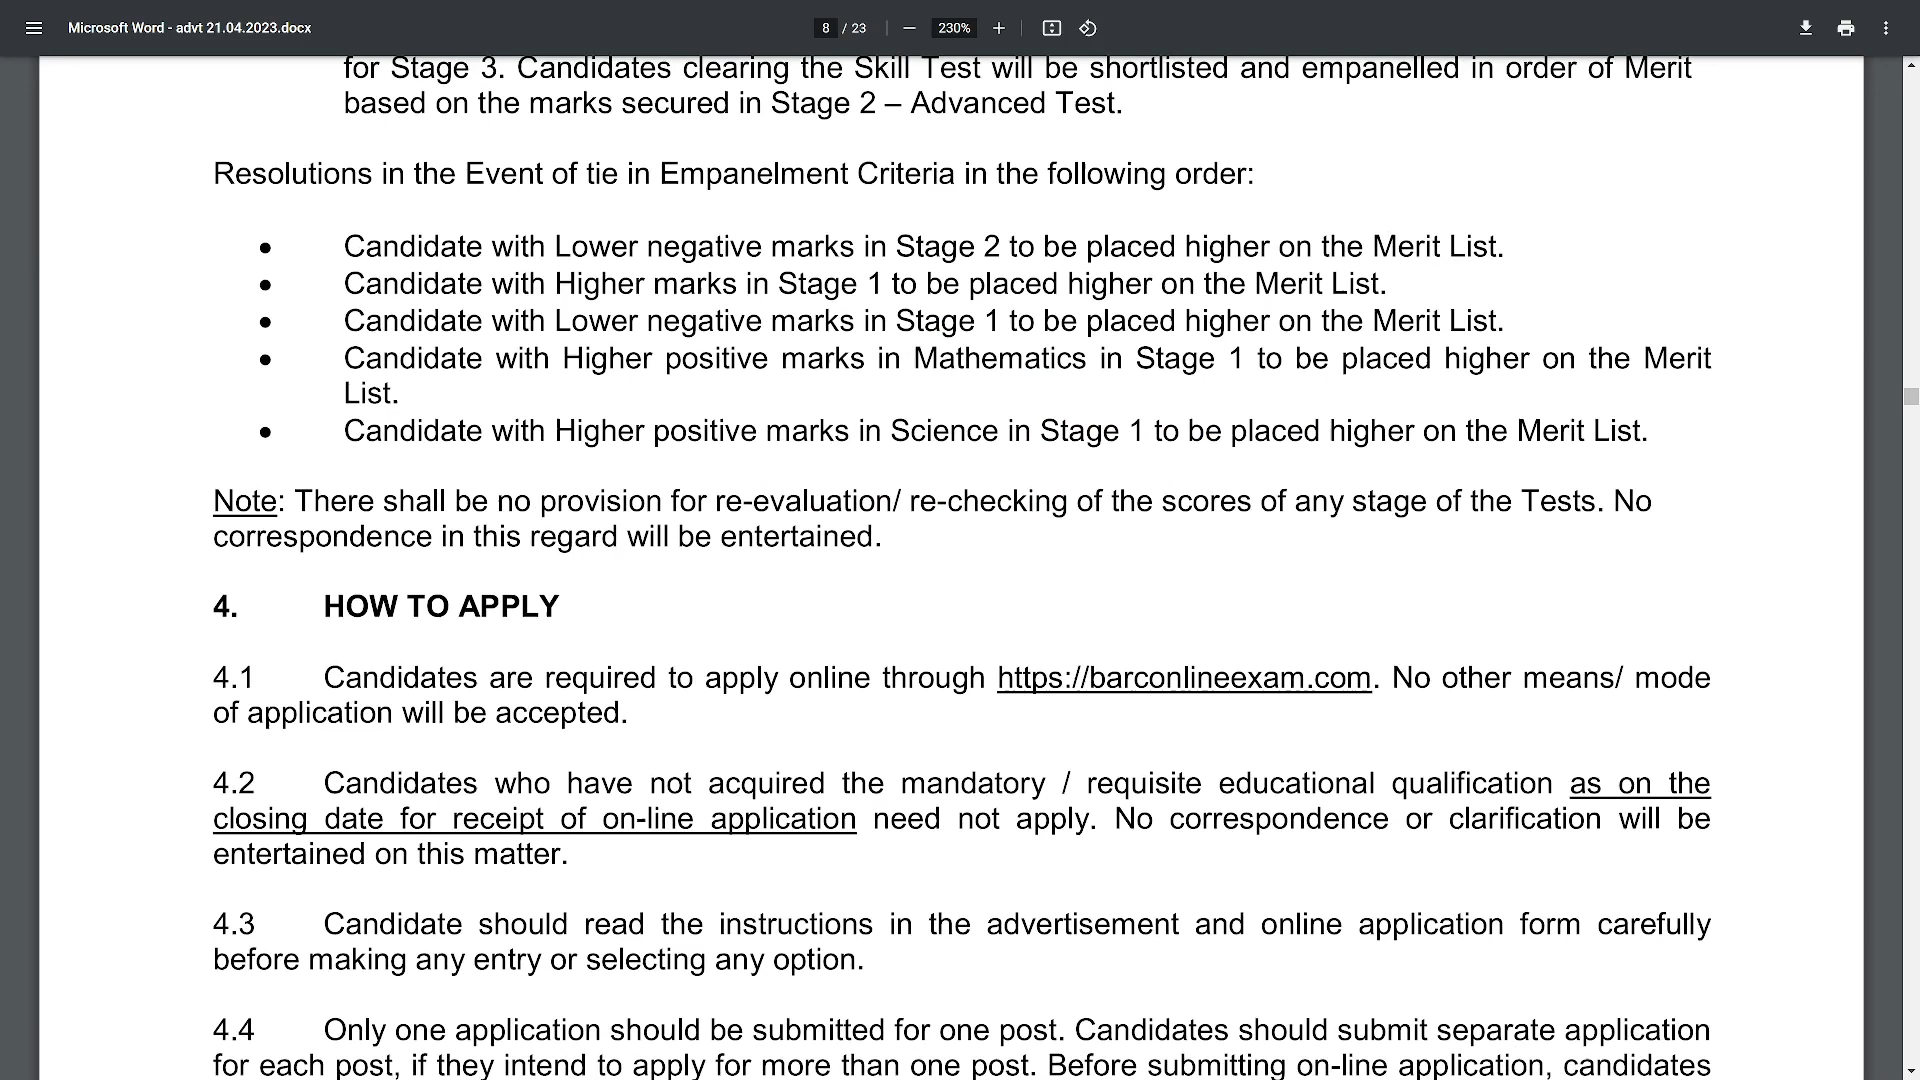 Microsoft Word - advt 21.04.2023.docx
8 / 23
230%
for Stage 3. Candidates clearing the Skill Test will be shortlisted and empanelled in order of Merit
based on the marks secured in Stage 2 – Advanced Test.
Resolutions in the Event of tie in Empanelment Criteria in the following order:
• Candidate with Lower negative marks in Stage 2 to be placed higher on the Merit List.
• Candidate with Higher marks in Stage 1 to be placed higher on the Merit List.
• Candidate with Lower negative marks in Stage 1 to be placed higher on the Merit List.
• Candidate with Higher positive marks in Mathematics in Stage 1 to be placed higher on the Merit
List.
• Candidate with Higher positive marks in Science in Stage 1 to be placed higher on the Merit List.
Note: There shall be no provision for re-evaluation/ re-checking of the scores of any stage of the Tests. No
correspondence in this regard will be entertained.
4. HOW TO APPLY
4.1 Candidates are required to apply online through https://barconlineexam.com. No other means/ mode
of application will be accepted.
4.2 Candidates who have not acquired the mandatory / requisite educational qualification as on the
closing date for receipt of on-line application need not apply. No correspondence or clarification will be
entertained on this matter.
4.3 Candidate should read the instructions in the advertisement and online application form carefully
before making any entry or selecting any option.
4.4 Only one application should be submitted for one post. Candidates should submit separate application
for each post, if they intend to apply for more than one post. Before submitting on-line application, candidates